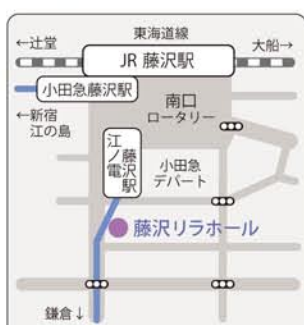 東海道線
←辻堂
大船→
JR 藤沢駅
小田急藤沢駅
←新宿
江の島
南口
ロータリー
江ノ電
藤沢駅
小田急
デパート
藤沢リラホール
鎌倉↓